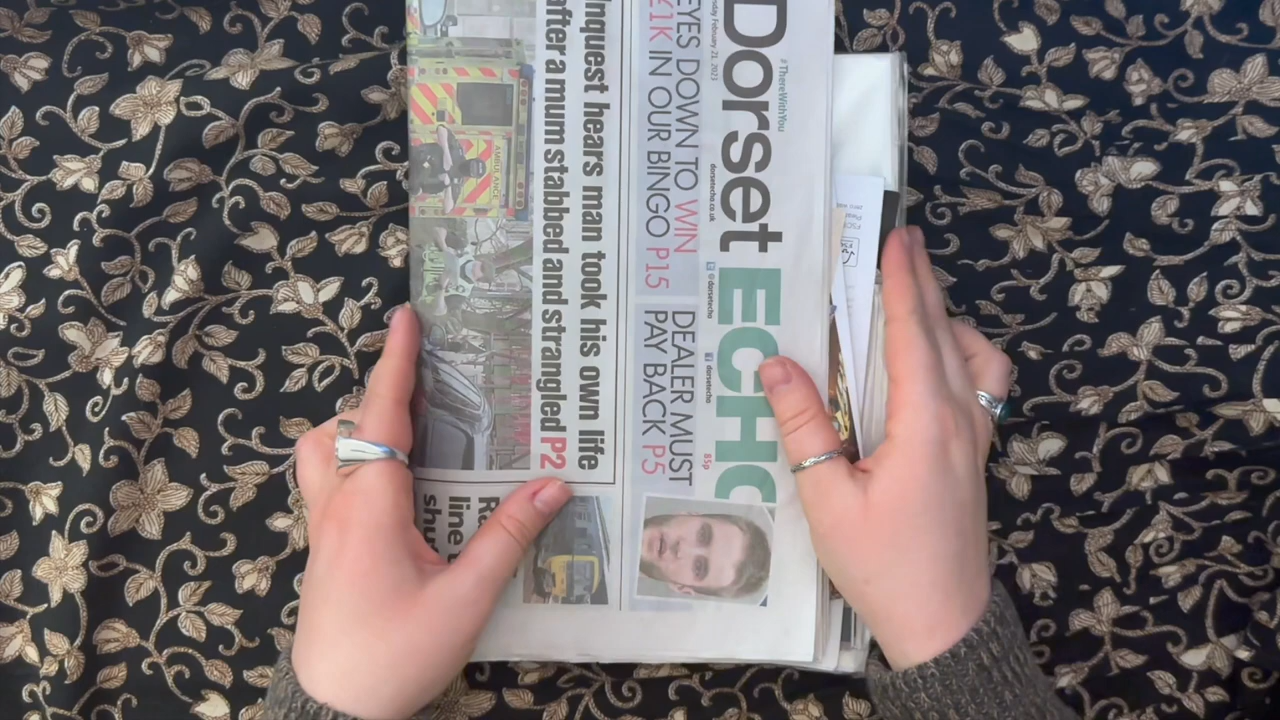 Dorset ECHO
#ThereWithYou
February 21, 2023
dorsetecho.co.uk
@dorsetecho
dorsetecho
85p
EYES DOWN TO WIN
£1K IN OUR BINGO P15
DEALER MUST
PAY BACK P5
Inquest hears man took his own life
after a mum stabbed and strangled P2
AMBULANCE
line